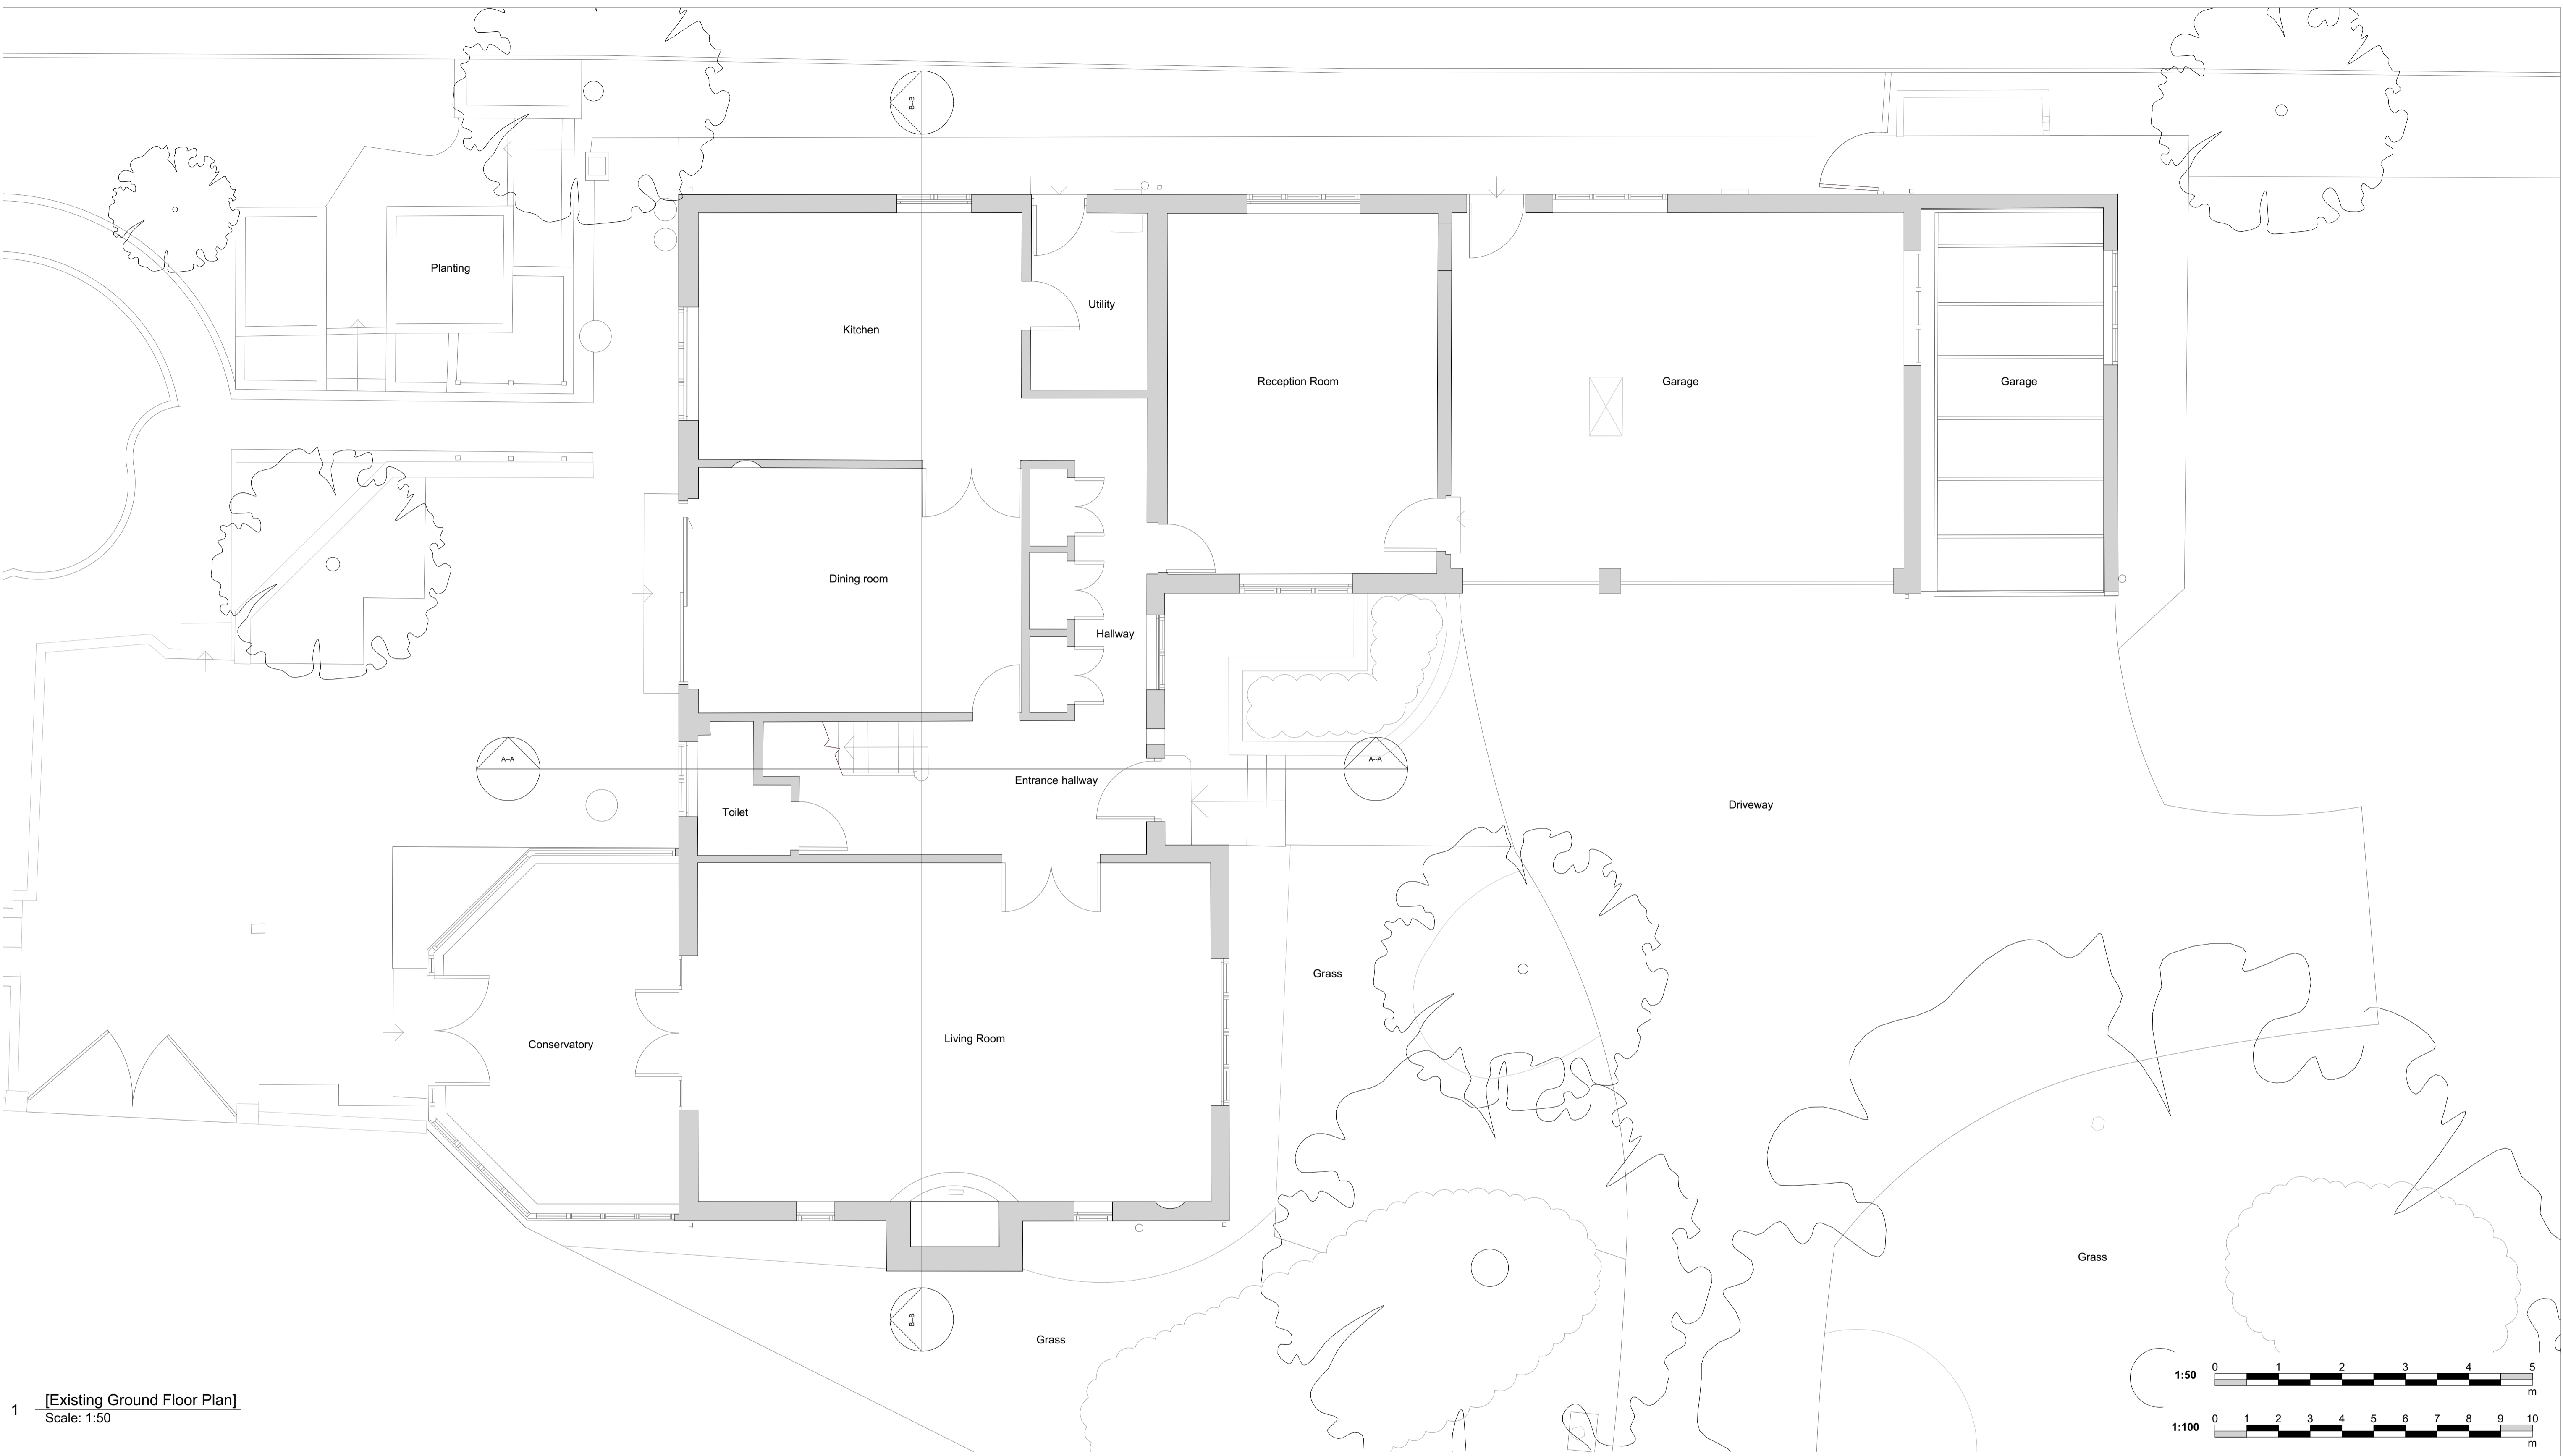 B--B
Planting
Kitchen
Utility
Reception Room
Garage
Garage
Dining room
Hallway
A--A
A--A
Entrance hallway
Toilet
Driveway
Conservatory
Living Room
Grass
Grass
B--B
Grass
1 [Existing Ground Floor Plan]
Scale: 1:50
1:50 0 1 2 3 4 5
m
1:100 0 1 2 3 4 5 6 7 8 9 10
m